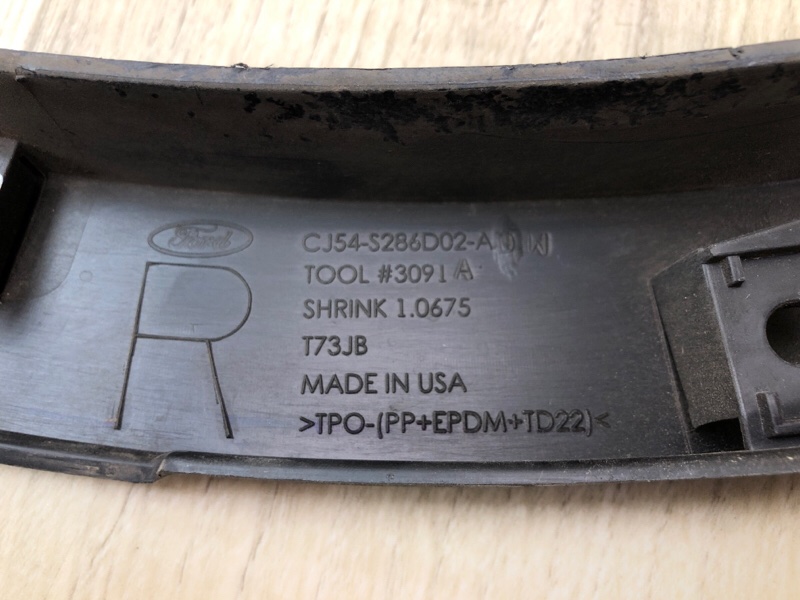 Ford
R
CJ54-S286D02-A
TOOL #3091 A
SHRINK 1.0675
T73JB
MADE IN USA
>TPO-(PP+EPDM+TD22)<